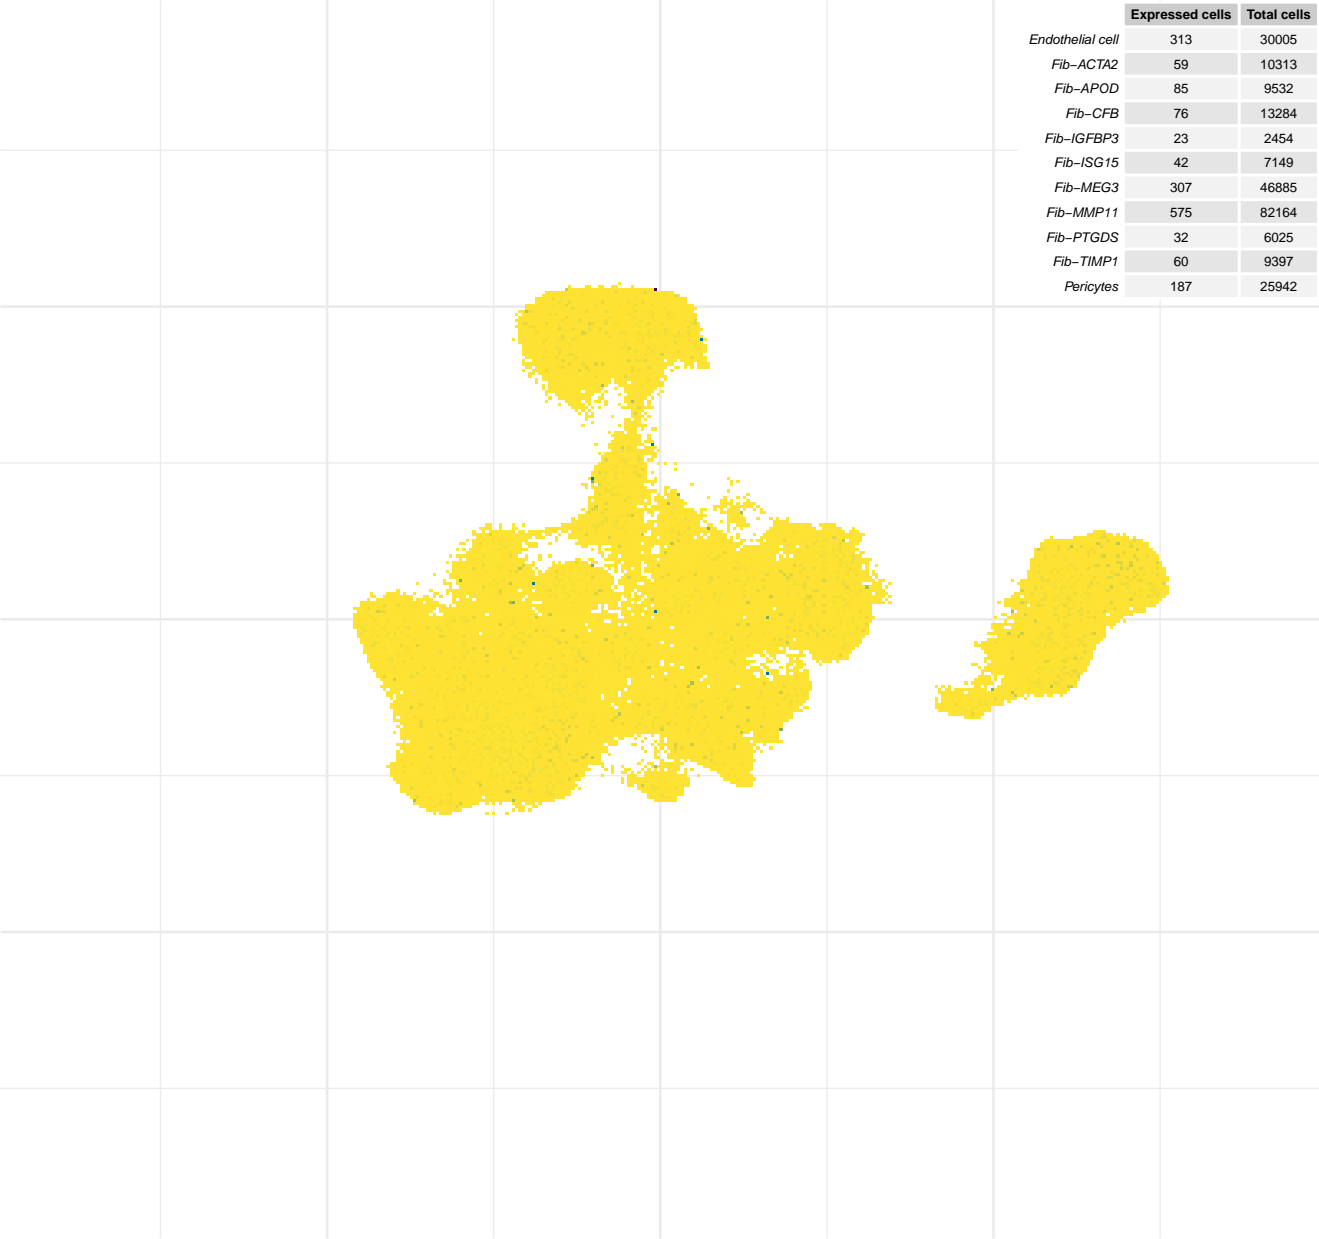 Expressed cells Total cells
Endothelial cell 313 30005
Fib−ACTA2 59 10313
Fib−APOD 85 9532
Fib−CFB 76 13284
Fib−IGFBP3 23 2454
Fib−ISG15 42 7149
Fib−MEG3 307 46885
Fib−MMP11 575 82164
Fib−PTGDS 32 6025
Fib−TIMP1 60 9397
Pericytes 187 25942